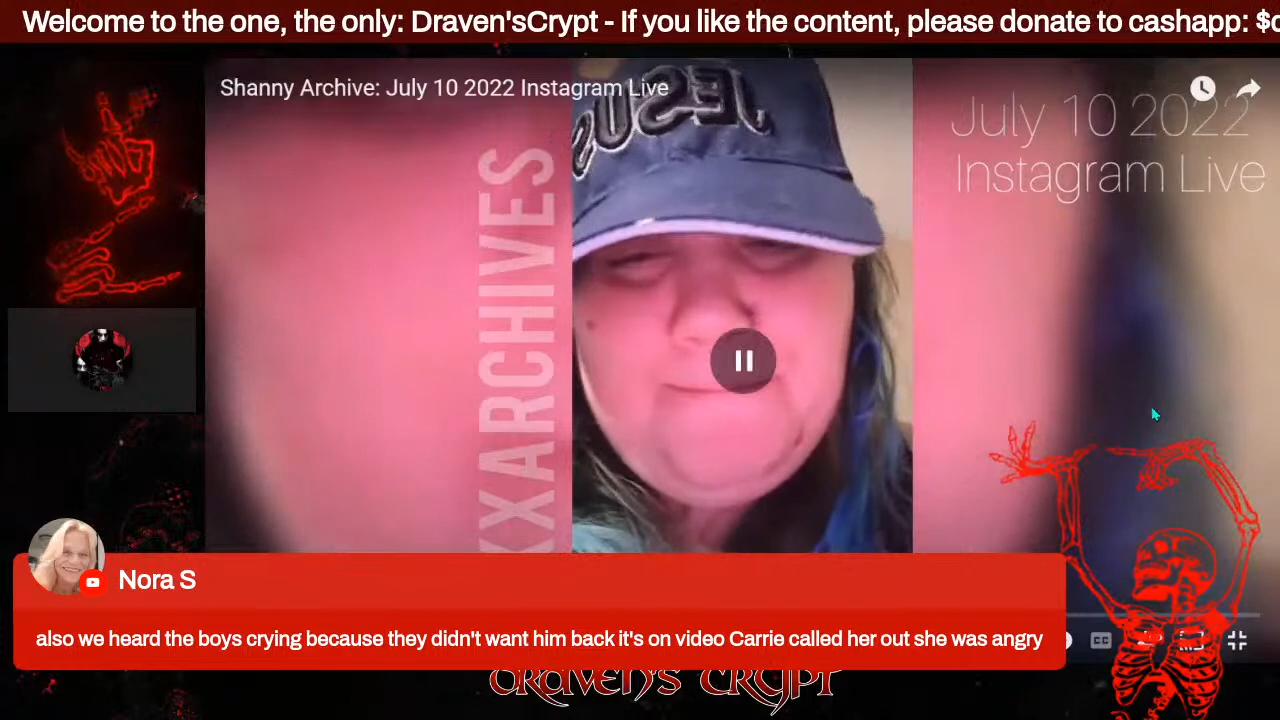 Welcome to the one, the only: Draven'sCrypt - If you like the content, please donate to cashapp: $c
Shanny Archive: July 10 2022 Instagram Live
July 10 2022
Instagram Live
JESUS
XXARCHIVES
Nora S
also we heard the boys crying because they didn't want him back it's on video Carrie called her out she was angry
CC
DRAVEN'S CRYPT